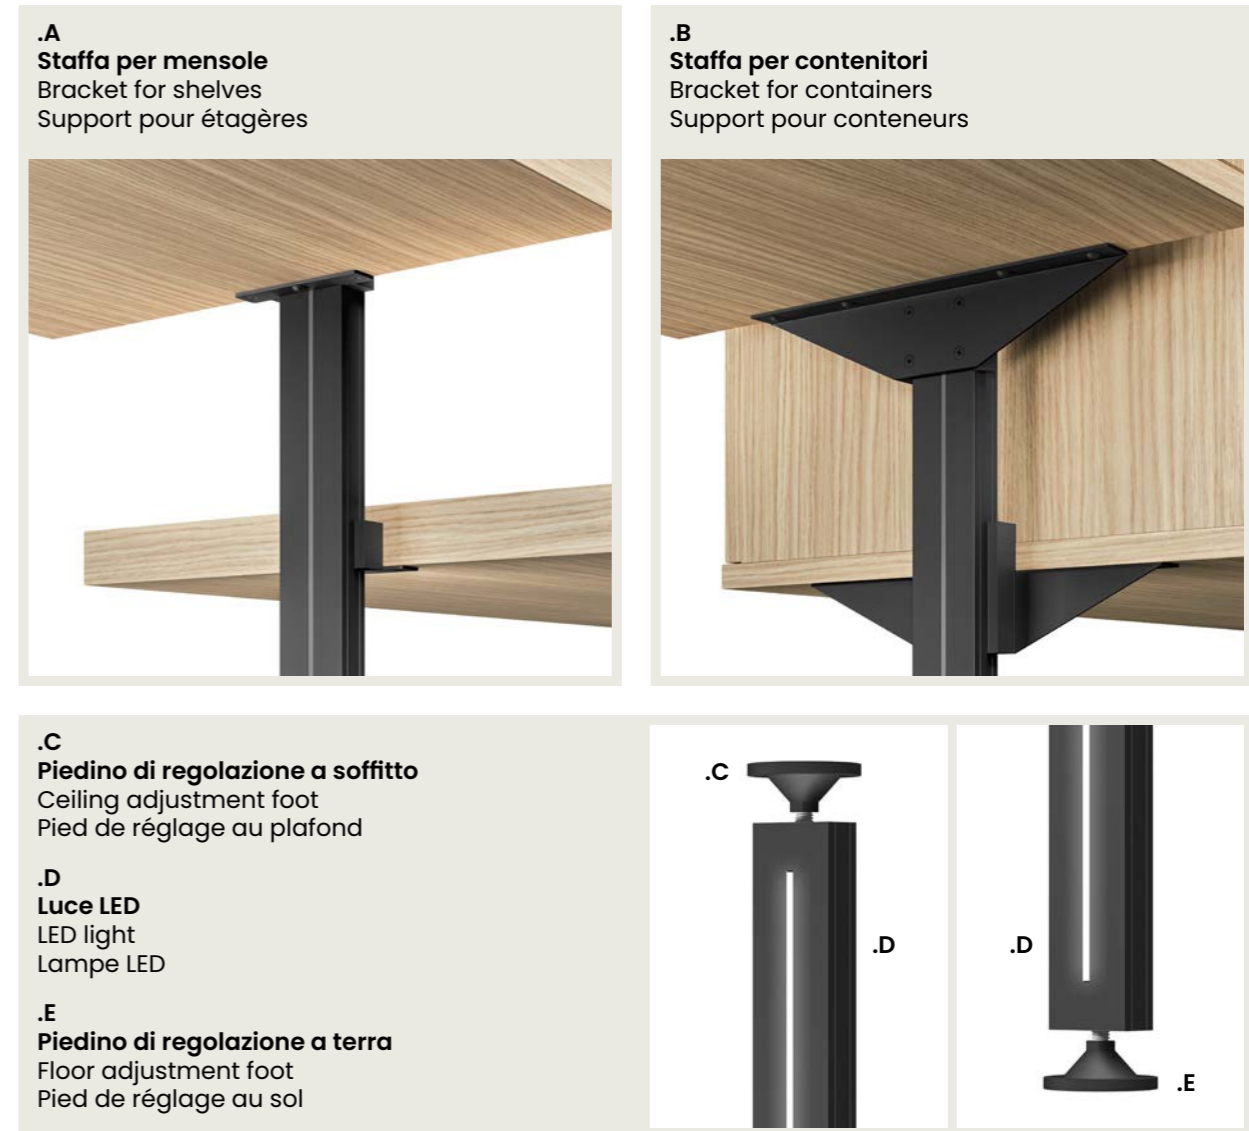 .A
Staffa per mensole
Bracket for shelves
Support pour étagères
.B
Staffa per contenitori
Bracket for containers
Support pour conteneurs
.C
Piedino di regolazione a soffitto
Ceiling adjustment foot
Pied de réglage au plafond
.D
Luce LED
LED light
Lampe LED
.E
Piedino di regolazione a terra
Floor adjustment foot
Pied de réglage au sol
.C
.D
.D
.E